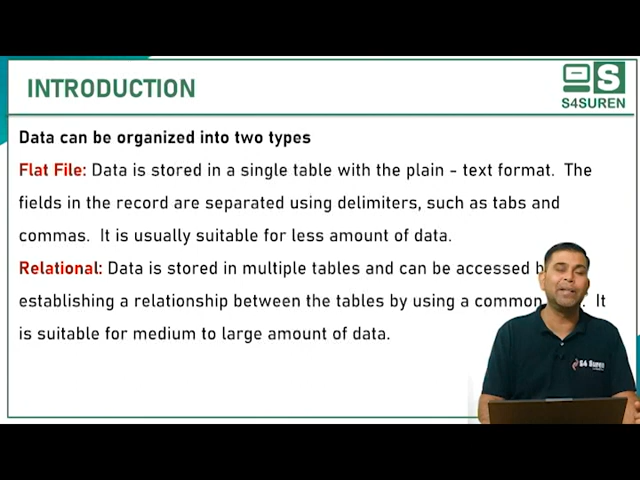 INTRODUCTION
S
S4SUREN
Data can be organized into two types
Flat File: Data is stored in a single table with the plain - text format. The
fields in the record are separated using delimiters, such as tabs and
commas. It is usually suitable for less amount of data.
Relational: Data is stored in multiple tables and can be accessed
establishing a relationship between the tables by using a common It
is suitable for medium to large amount of data.
S4 Suren